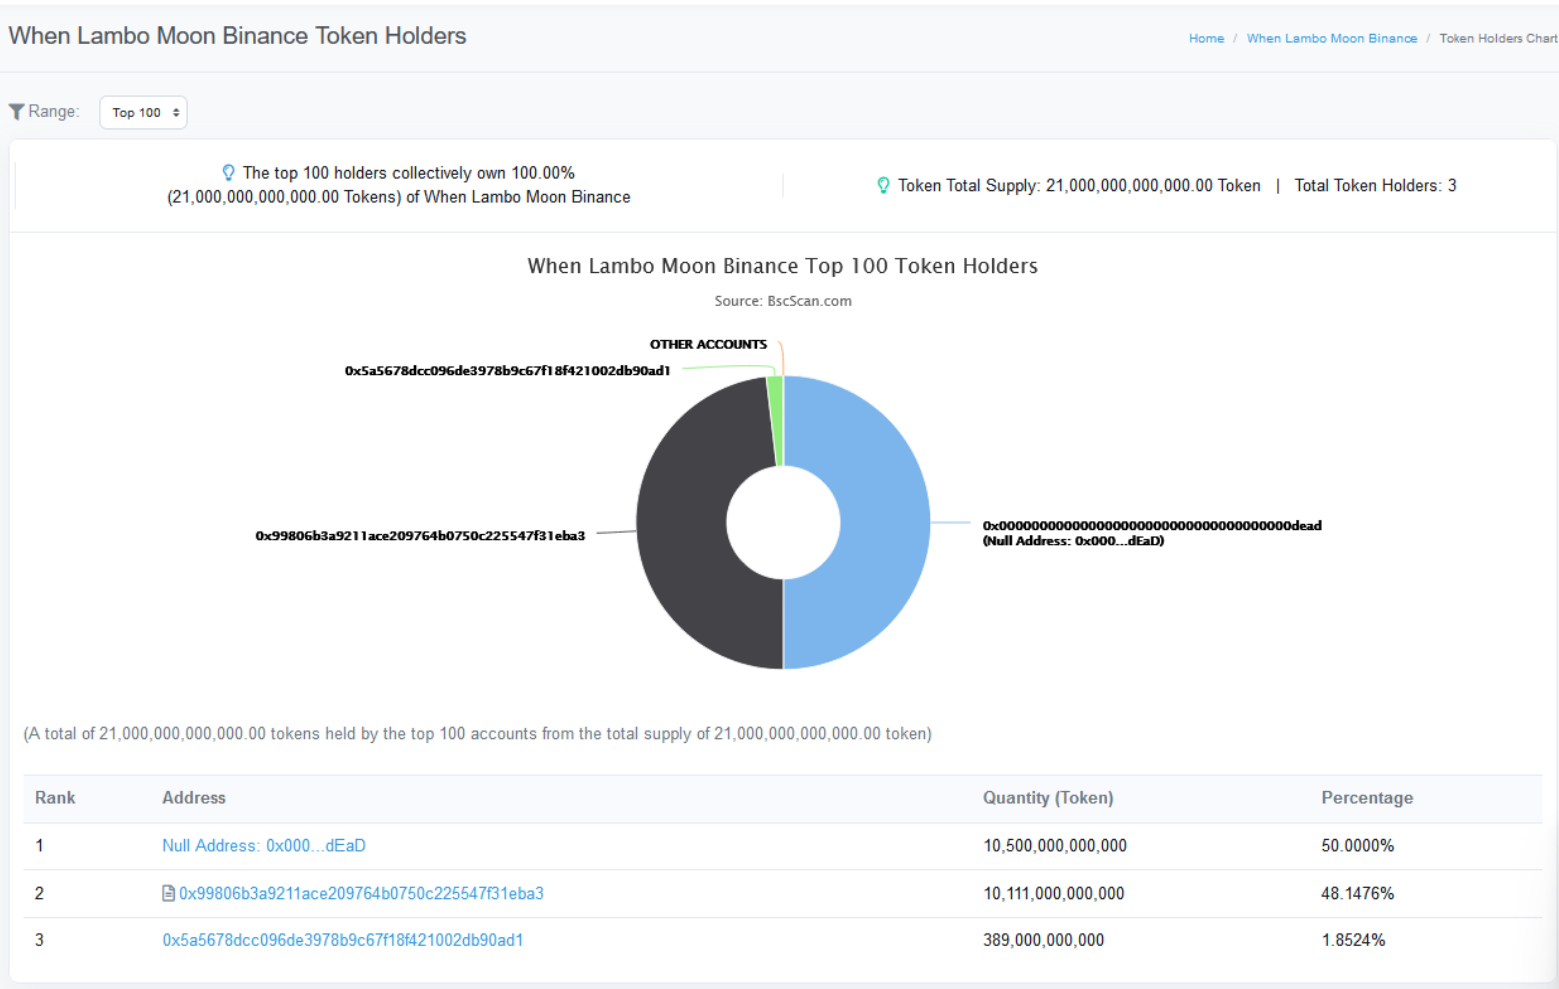 When Lambo Moon Binance Token Holders
Home / When Lambo Moon Binance / Token Holders Chart
Range: Top 100
The top 100 holders collectively own 100.00%
(21,000,000,000,000.00 Tokens) of When Lambo Moon Binance
Token Total Supply: 21,000,000,000,000.00 Token | Total Token Holders: 3
When Lambo Moon Binance Top 100 Token Holders
Source: BscScan.com
OTHER ACCOUNTS
0x5a5678dcc096de3978b9c67f18f421002db90ad1
0x99806b3a9211ace209764b0750c225547f31eba3
0x000000000000000000000000000000000000dead
(Null Address: 0x000...dEaD)
(A total of 21,000,000,000,000.00 tokens held by the top 100 accounts from the total supply of 21,000,000,000,000.00 token)
Rank Address Quantity (Token) Percentage
1 Null Address: 0x000...dEaD 10,500,000,000,000 50.0000%
2 0x99806b3a9211ace209764b0750c225547f31eba3 10,111,000,000,000 48.1476%
3 0x5a5678dcc096de3978b9c67f18f421002db90ad1 389,000,000,000 1.8524%